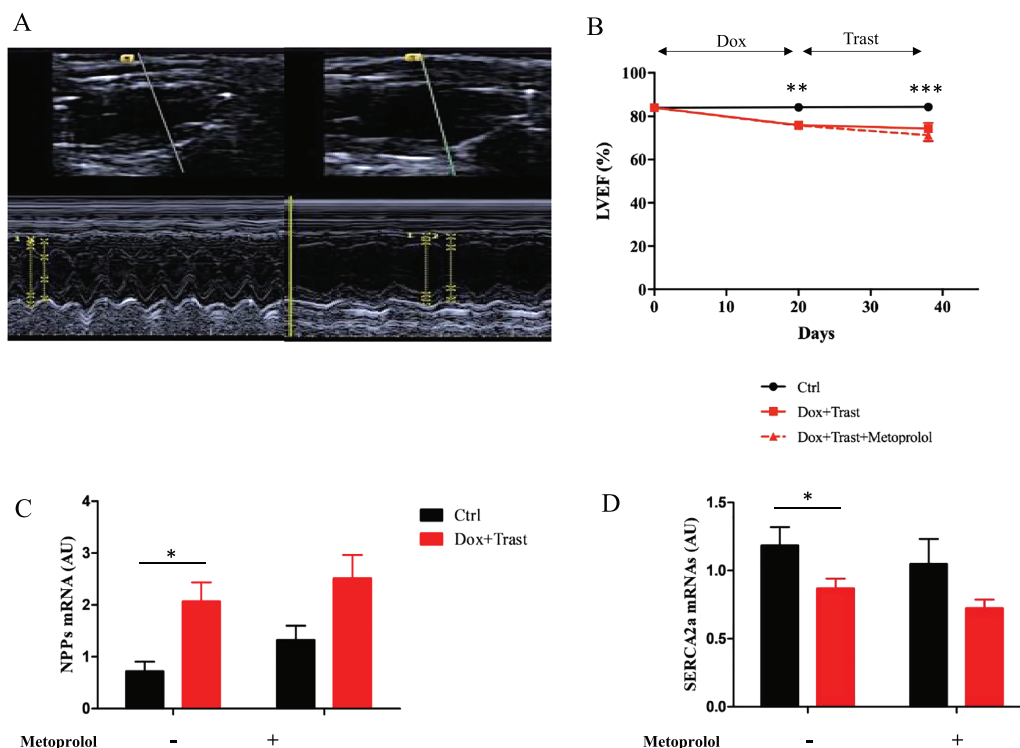 A
B
Dox
Trast
100
80
60
40
20
0
LVEF (%)
**
***
0
10
20
30
40
Days
Ctrl
Dox+Trast
Dox+Trast+Metoprolol
C
4
3
2
1
0
NPPs mRNA (AU)
*
Ctrl
Dox+Trast
Metoprolol - +
D
1.5
1.0
0.5
0.0
SERCA2a mRNAs (AU)
*
Metoprolol - +